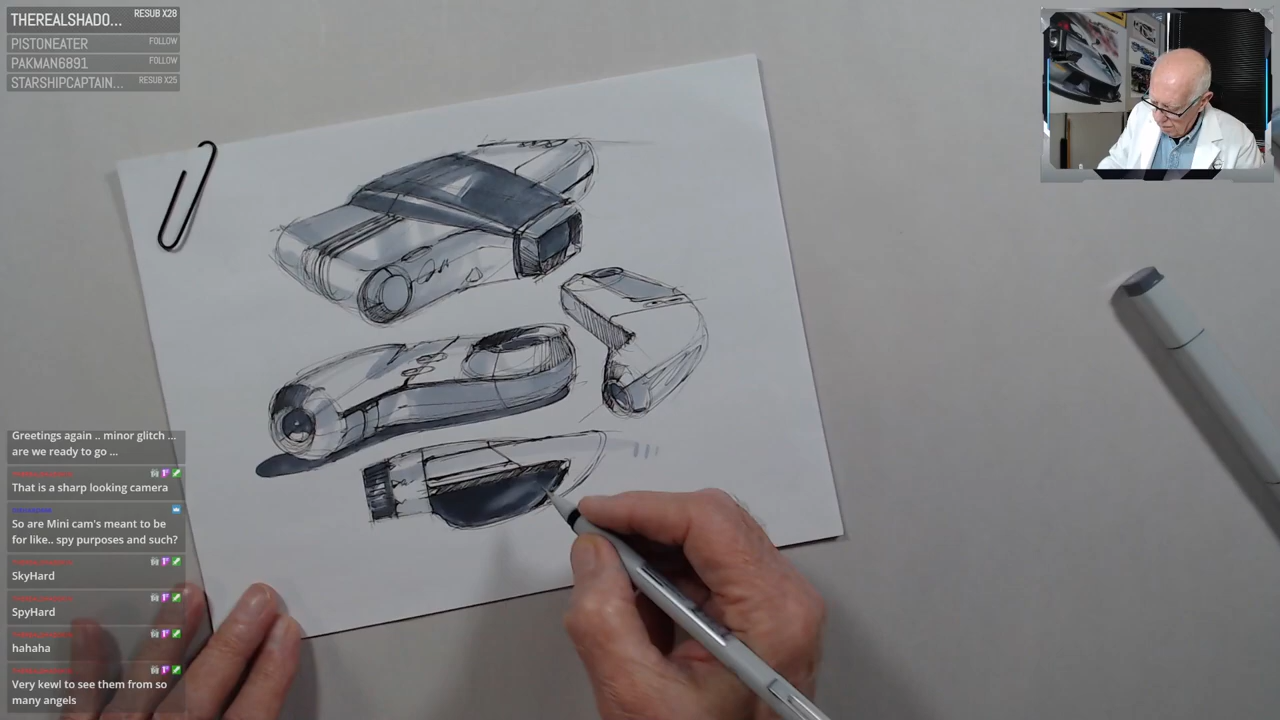 THEREALSHADO... RESUB X28
PISTONEATER FOLLOW
PAKMAN6891 FOLLOW
STARSHIPCAPTAIN... RESUB X25
Greetings again .. minor glitch ...
are we ready to go ...
That is a sharp looking camera
So are Mini cam's meant to be
for like.. spy purposes and such?
SkyHard
SpyHard
hahaha
Very kewl to see them from so
many angels